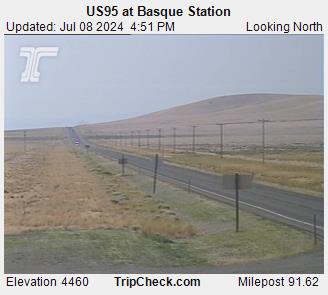 US95 at Basque Station
Updated: Jul 08 2024 4:51 PM Looking North
Elevation 4460 TripCheck.com Milepost 91.62